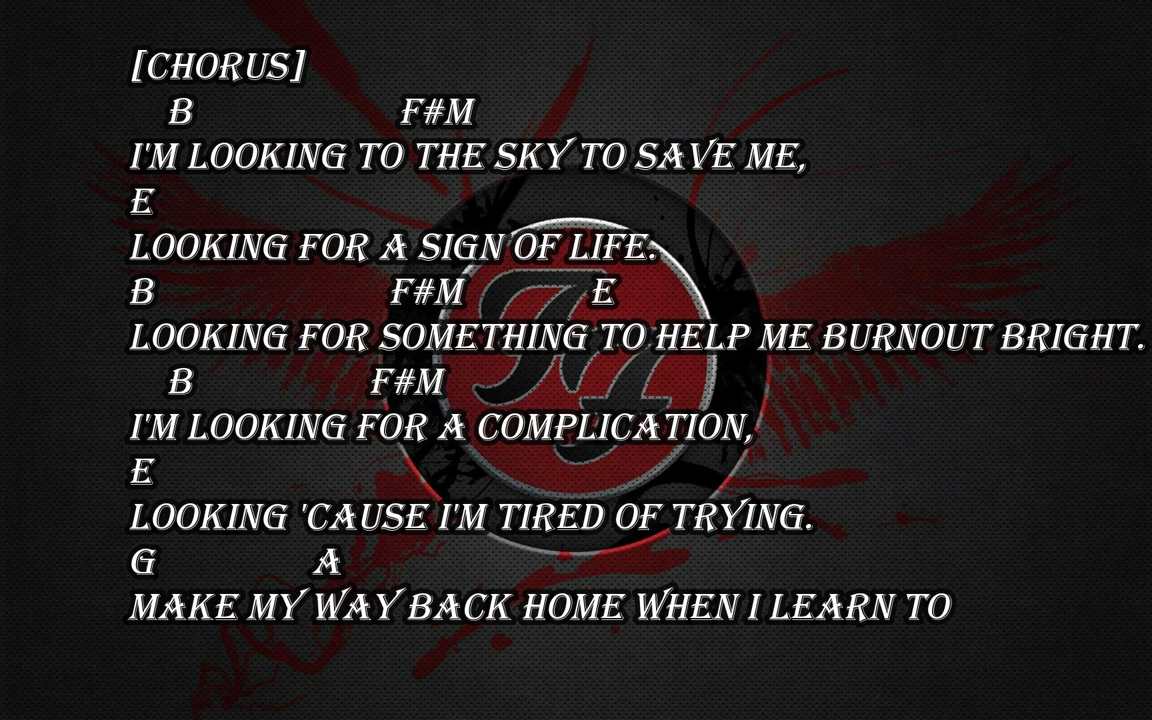 [CHORUS]
B F#M
I'M LOOKING TO THE SKY TO SAVE ME,
E
LOOKING FOR A SIGN OF LIFE.
B F#M E
LOOKING FOR SOMETHING TO HELP ME BURNOUT BRIGHT.
B F#M
I'M LOOKING FOR A COMPLICATION,
E
LOOKING 'CAUSE I'M TIRED OF TRYING.
G A
MAKE MY WAY BACK HOME WHEN I LEARN TO